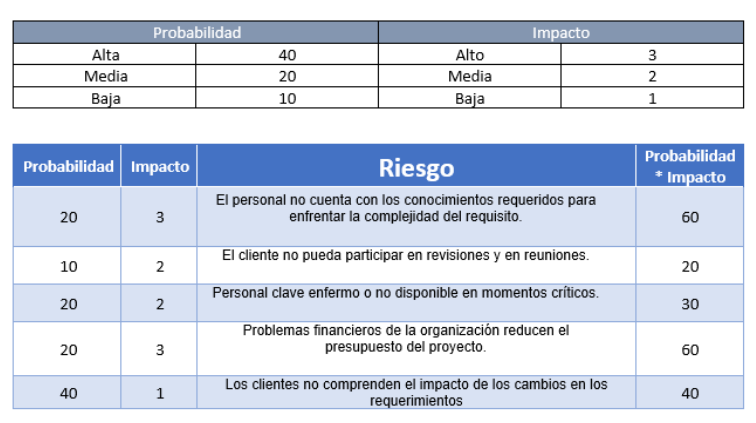 Probabilidad Impacto
Alta 40 Alto 3
Media 20 Media 2
Baja 10 Baja 1
Probabilidad Impacto Riesgo Probabilidad
* Impacto
20 3 El personal no cuenta con los conocimientos requeridos para
enfrentar la complejidad del requisito. 60
10 2 El cliente no pueda participar en revisiones y en reuniones. 20
20 2 Personal clave enfermo o no disponible en momentos críticos. 30
20 3 Problemas financieros de la organización reducen el
presupuesto del proyecto. 60
40 1 Los clientes no comprenden el impacto de los cambios en los
requerimientos 40